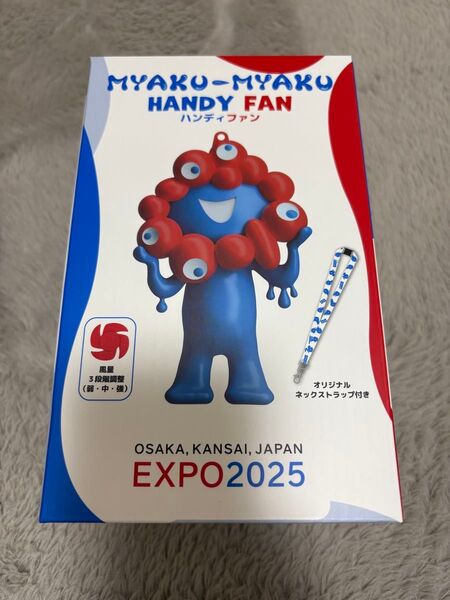 MYAKU-MYAKU
HANDY FAN
ハンディファン
風量
3段階調整
(弱・中・強)
オリジナル
ネックストラップ付き
OSAKA, KANSAI, JAPAN
EXPO2025